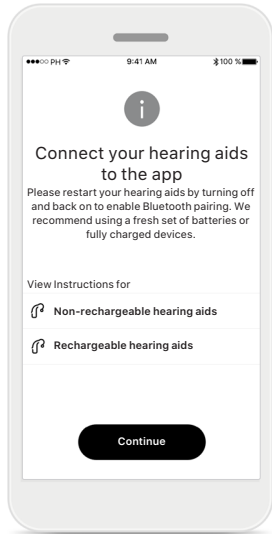 ●●●○○ PH 9:41 AM 100 %
i
Connect your hearing aids
to the app
Please restart your hearing aids by turning off
and back on to enable Bluetooth pairing. We
recommend using a fresh set of batteries or
fully charged devices.
View Instructions for
Non-rechargeable hearing aids
Rechargeable hearing aids
Continue